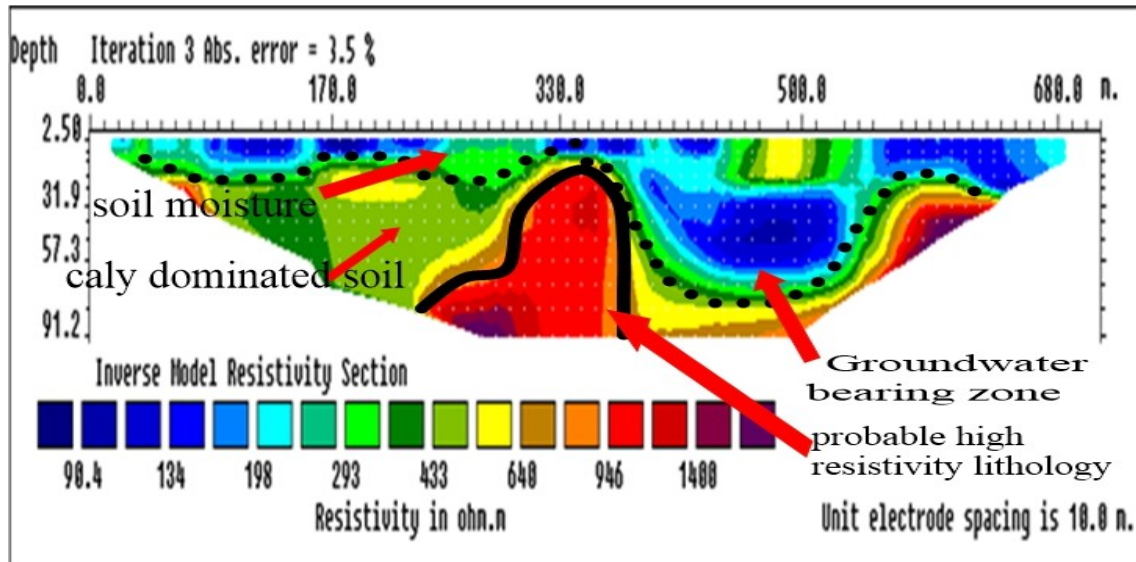 Depth Iteration 3 Abs. error = 3.5 %
0.0 170.0 330.0 500.0 680.0 m.
2.50
31.9
57.3
91.2
soil moisture
caly dominated soil
Groundwater
bearing zone
probable high
resistivity lithology
Inverse Model Resistivity Section
90.4 134 198 293 433 640 946 1400
Resistivity in ohm.m
Unit electrode spacing is 10.0 m.